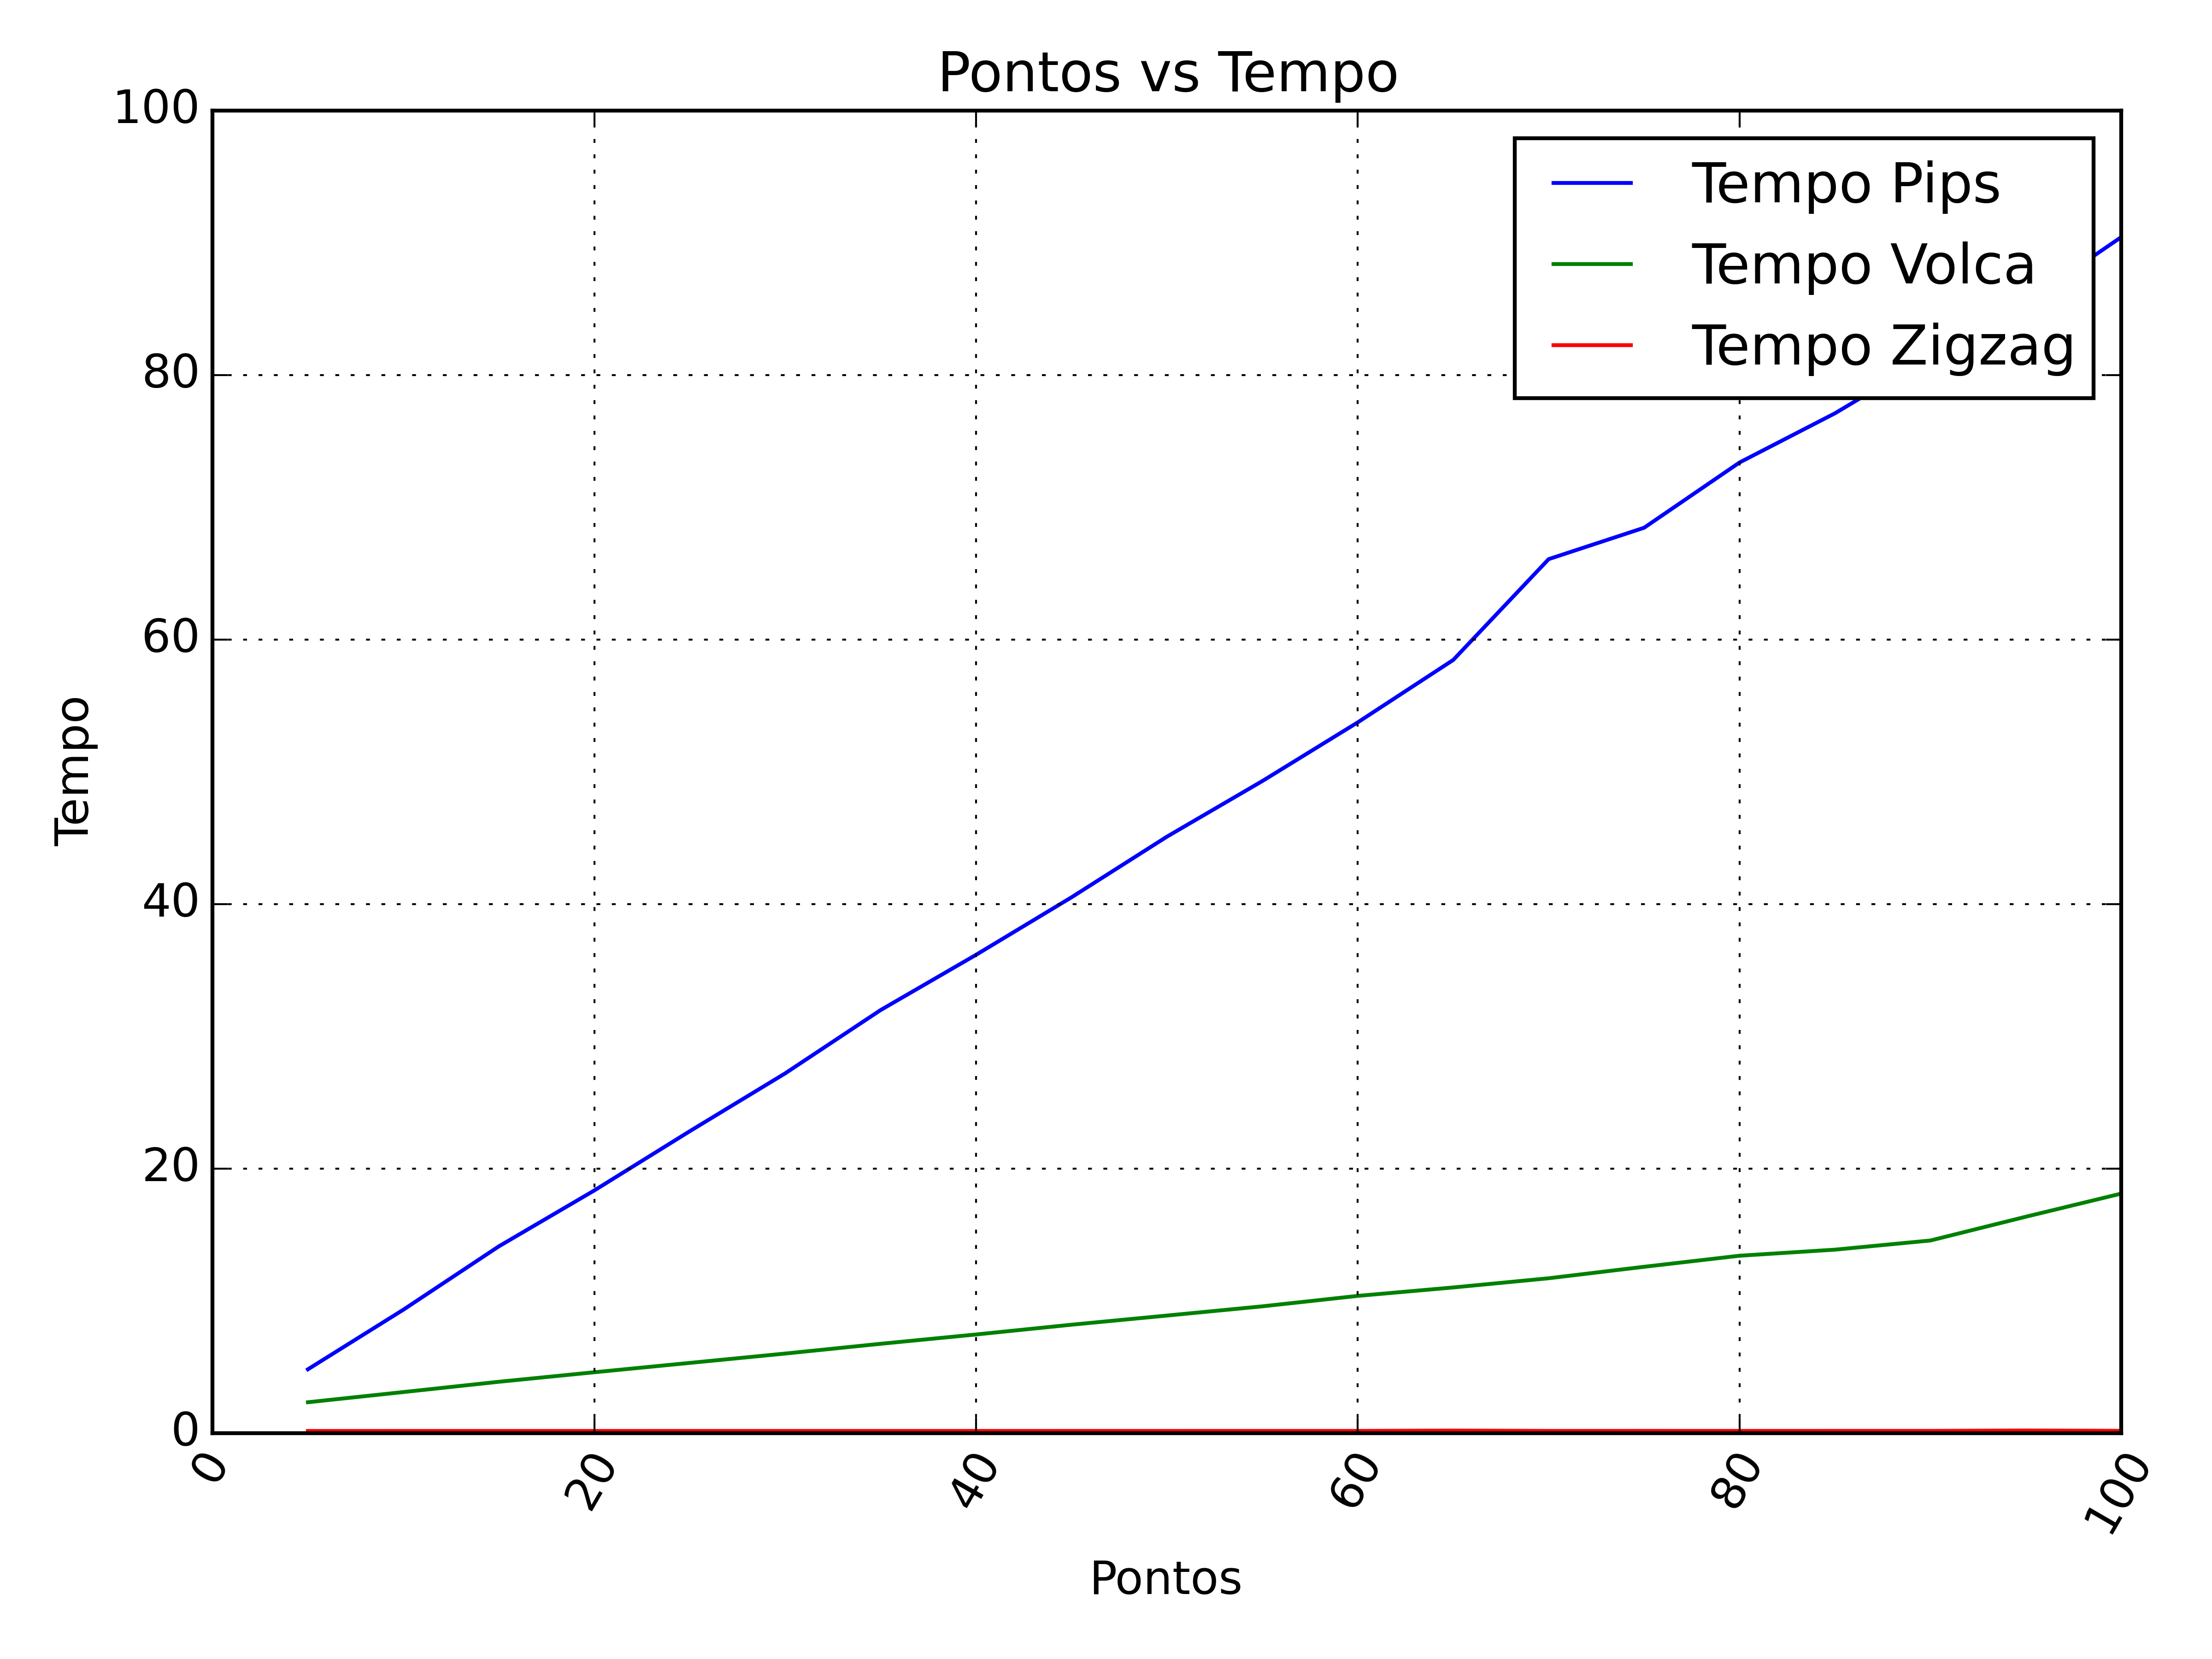 Pontos vs Tempo
100
80
60
40
20
0
Tempo
Tempo Pips
Tempo Volca
Tempo Zigzag
0 20 40 60 80 100
Pontos